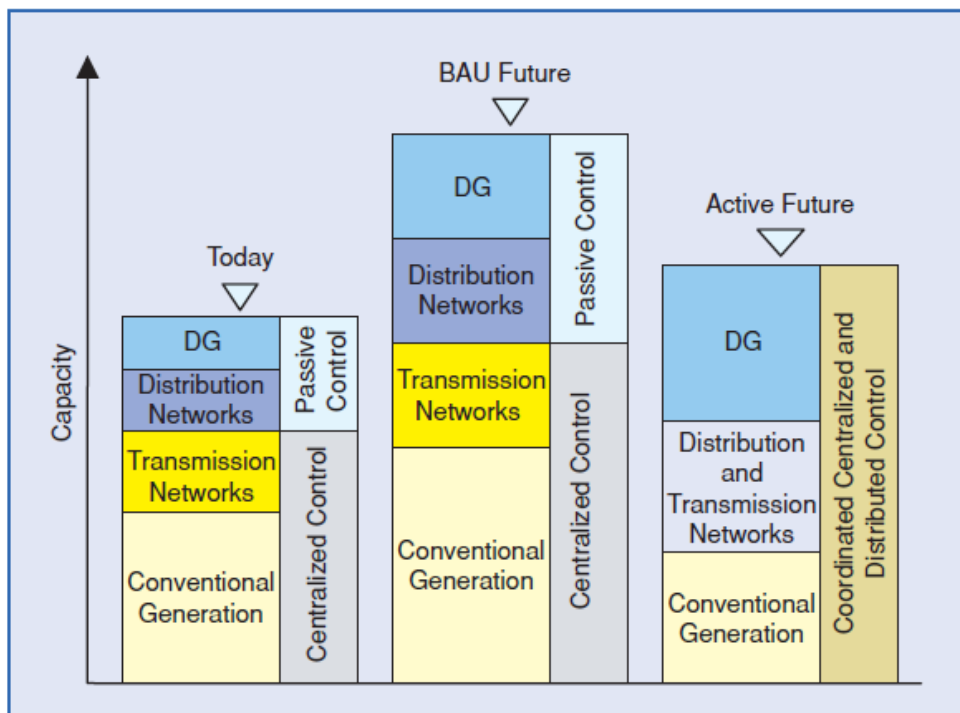 Capacity
Today
DG
Distribution
Networks
Transmission
Networks
Conventional
Generation
Passive
Control
Centralized Control
BAU Future
DG
Distribution
Networks
Transmission
Networks
Conventional
Generation
Passive Control
Centralized Control
Active Future
DG
Distribution
and
Transmission
Networks
Conventional
Generation
Coordinated Centralized and
Distributed Control